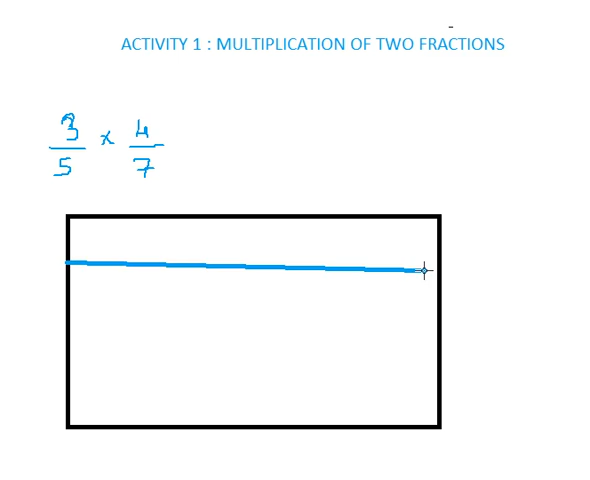 ACTIVITY 1 : MULTIPLICATION OF TWO FRACTIONS
3/5 x 4/7